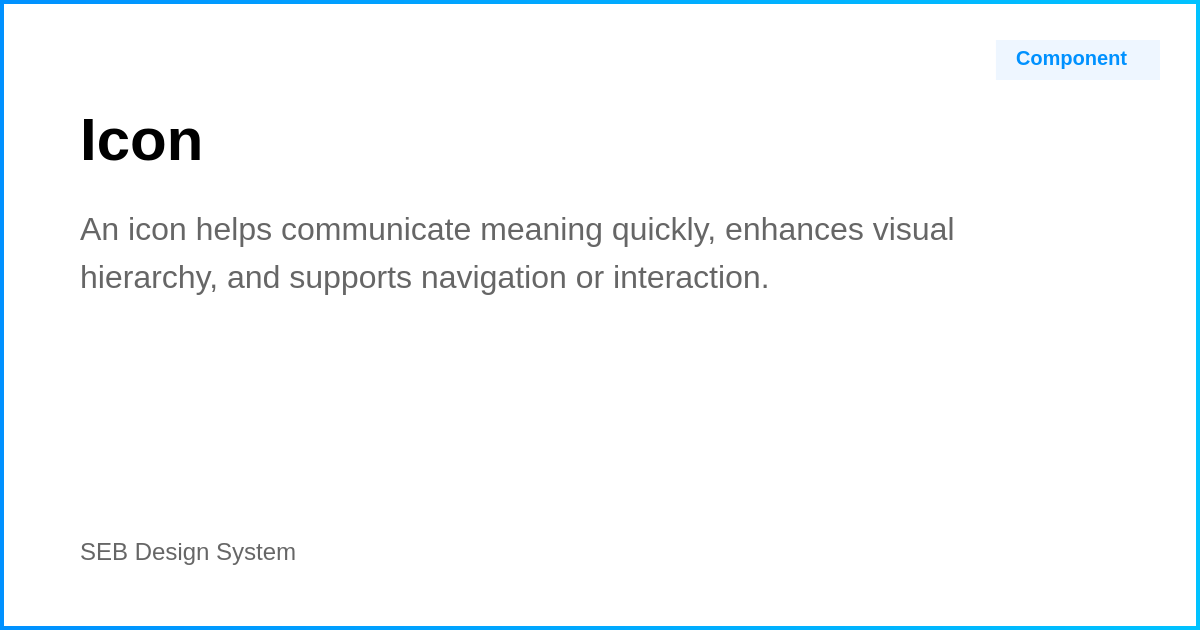 Component
Icon
An icon helps communicate meaning quickly, enhances visual
hierarchy, and supports navigation or interaction.
SEB Design System